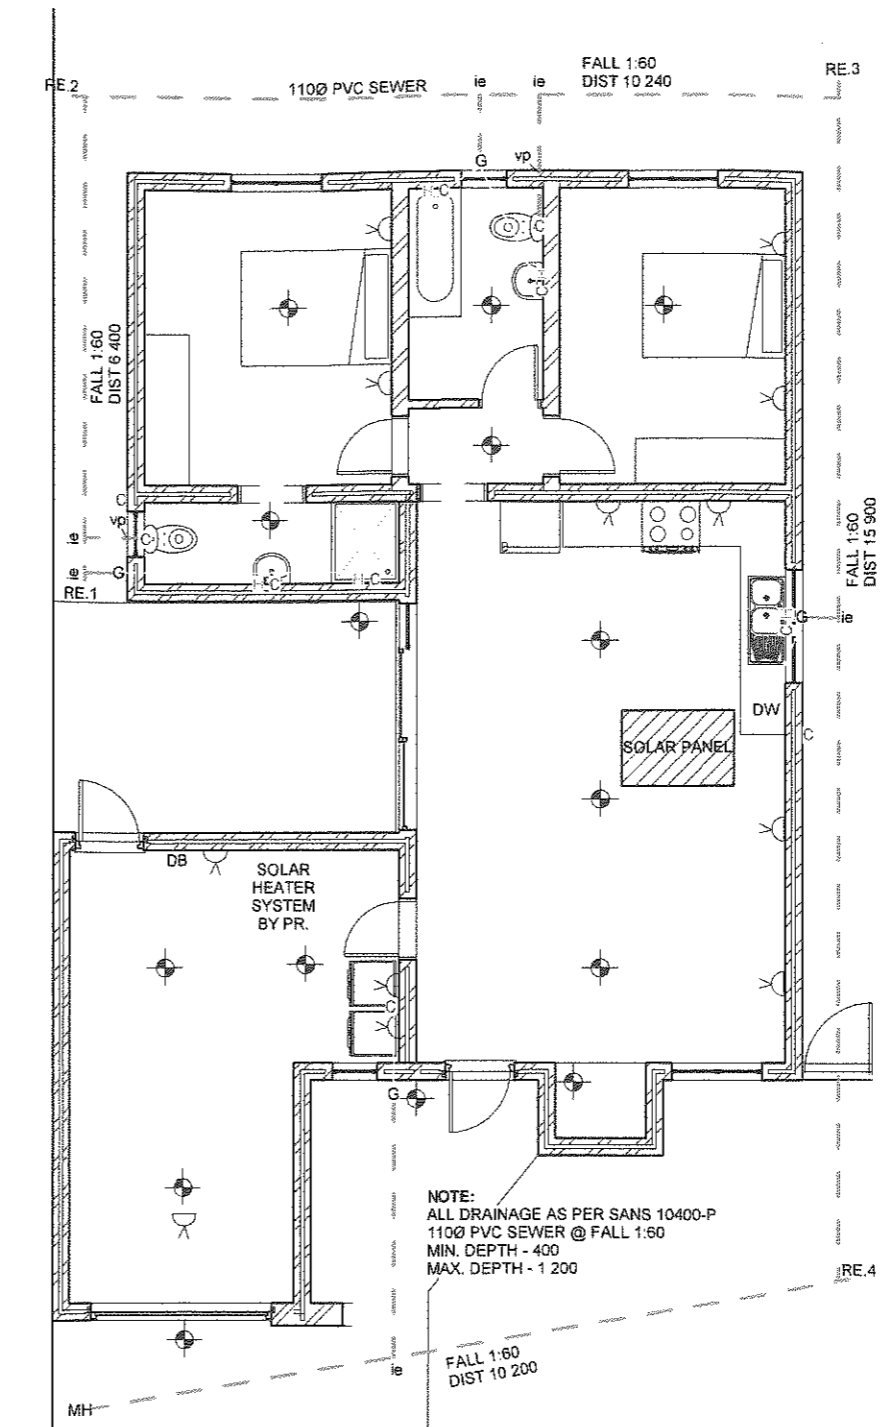 FALL 1:60
DIST 10 240
RE.3
RE.2
110Ø PVC SEWER
ie
ie
G
vp
H C
C
C H
FALL 1:60
DIST 6 400
C
vp
ie
C
ie
G
RE.1
H C
H C
FALL 1:60
DIST 15 900
C H
G
ie
DW
SOLAR PANEL
C
DB
SOLAR
HEATER
SYSTEM
BY PR.
C
G
NOTE:
ALL DRAINAGE AS PER SANS 10400-P
110Ø PVC SEWER @ FALL 1:60
MIN. DEPTH - 400
MAX. DEPTH - 1 200
RE.4
FALL 1:60
DIST 10 200
ie
MH